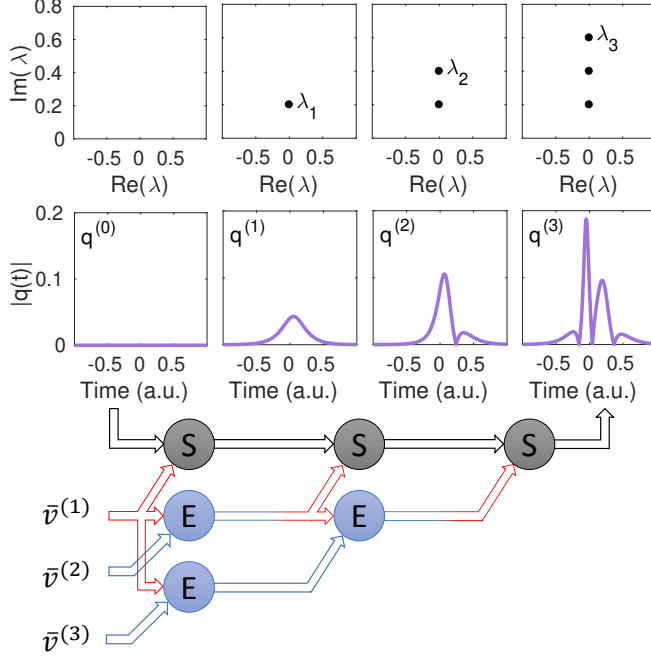 Im( λ)
0.8
0.6
0.4
0.2
0
λ₁
λ₂
λ₃
-0.5 0 0.5
-0.5 0 0.5
-0.5 0 0.5
-0.5 0 0.5
Re( λ)
Re( λ)
Re( λ)
Re( λ)
|q(t)|
0.2
0.1
0
q⁽⁰⁾
q⁽¹⁾
q⁽²⁾
q⁽³⁾
-0.5 0 0.5
-0.5 0 0.5
-0.5 0 0.5
-0.5 0 0.5
Time (a.u.)
Time (a.u.)
Time (a.u.)
Time (a.u.)
S
S
S
v̄⁽¹⁾
E
E
v̄⁽²⁾
E
v̄⁽³⁾